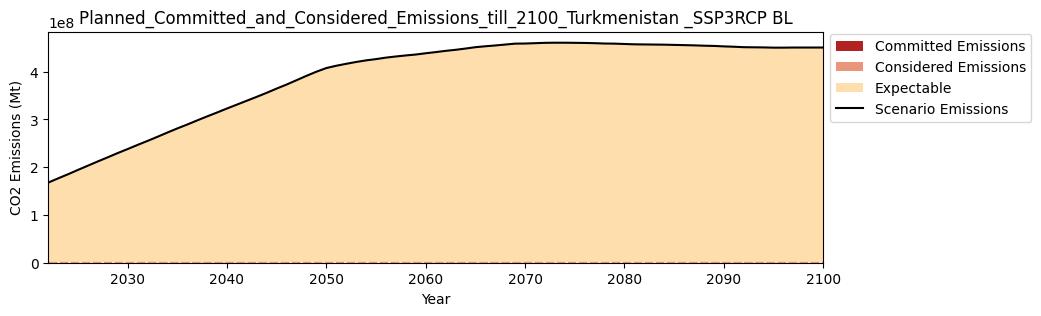 Planned_Committed_and_Considered_Emissions_till_2100_Turkmenistan _SSP3RCP BL
1e8
4
3
2
1
0
CO2 Emissions (Mt)
2030 2040 2050 2060 2070 2080 2090 2100
Year
Committed Emissions
Considered Emissions
Expectable
Scenario Emissions